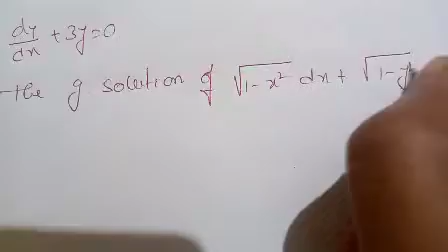 dy/dx + 3y = 0
the g solution of √1-x² dx + √1-y